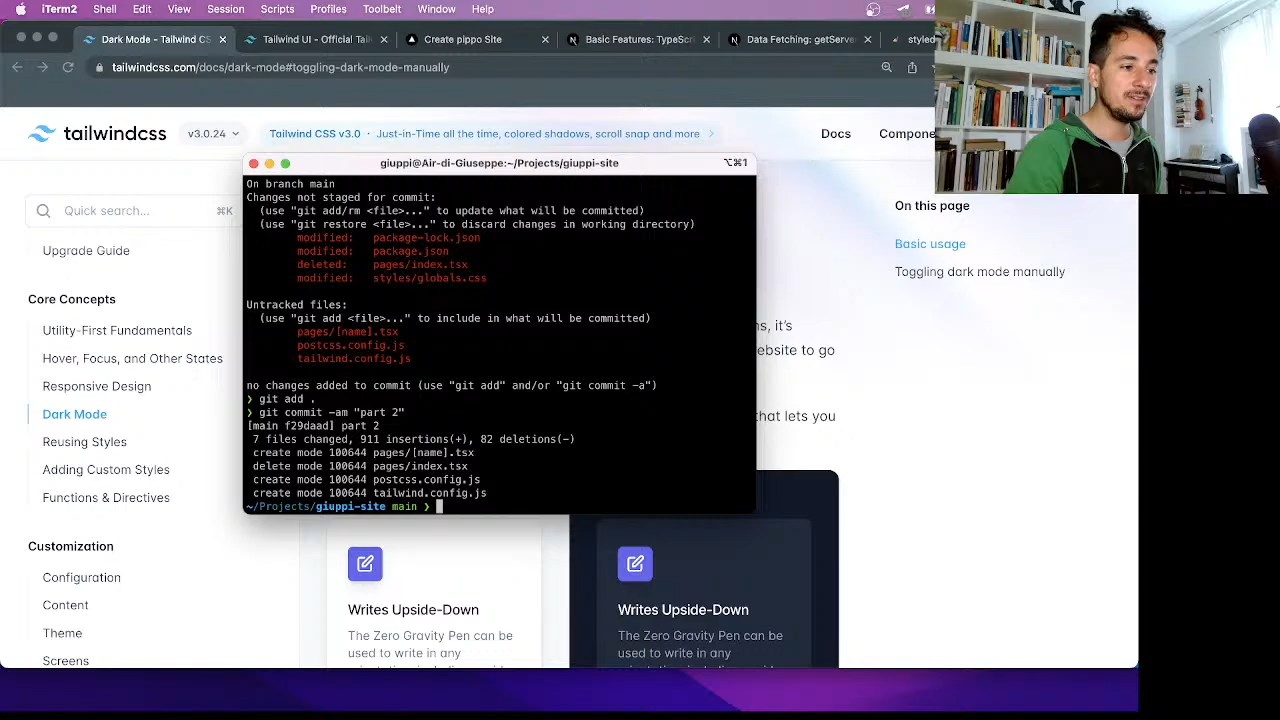 iTerm2 Shell Edit View Session Scripts Profiles Toolbelt Window Help
Dark Mode - Tailwind CS
Tailwind UI - Official Tail
Create pippo Site
Basic Features: TypeScri
Data Fetching: getServer
styled
tailwindcss.com/docs/dark-mode#toggling-dark-mode-manually
tailwindcss
v3.0.24
Tailwind CSS v3.0 · Just-in-Time all the time, colored shadows, scroll snap and more
Docs
Compone
giuppi@Air-di-Giuseppe:~/Projects/giuppi-site
⌥⌘1
On branch main
Changes not staged for commit:
(use "git add/rm <file>..." to update what will be committed)
(use "git restore <file>..." to discard changes in working directory)
modified: package-lock.json
modified: package.json
deleted: pages/index.tsx
modified: styles/globals.css
Untracked files:
(use "git add <file>..." to include in what will be committed)
pages/[name].tsx
postcss.config.js
tailwind.config.js
no changes added to commit (use "git add" and/or "git commit -a")
❯ git add .
❯ git commit -am "part 2"
[main f29daad] part 2
7 files changed, 911 insertions(+), 82 deletions(-)
create mode 100644 pages/[name].tsx
delete mode 100644 pages/index.tsx
create mode 100644 postcss.config.js
create mode 100644 tailwind.config.js
~/Projects/giuppi-site main ❯
Quick search...
⌘K
Upgrade Guide
Core Concepts
Utility-First Fundamentals
Hover, Focus, and Other States
Responsive Design
Dark Mode
Reusing Styles
Adding Custom Styles
Functions & Directives
Customization
Configuration
Content
Theme
Screens
ns, it's
website to go
that lets you
Writes Upside-Down
The Zero Gravity Pen can be
used to write in any
Writes Upside-Down
The Zero Gravity Pen can be
used to write in any
On this page
Basic usage
Toggling dark mode manually